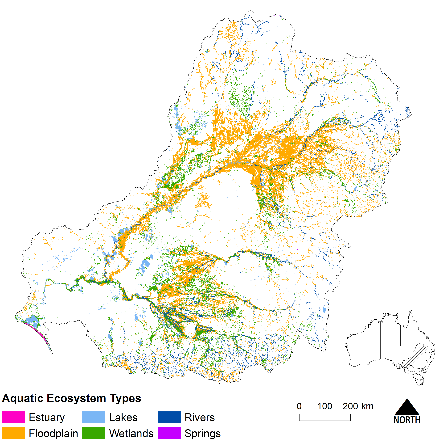 Aquatic Ecosystem Types
Estuary Lakes Rivers
Floodplain Wetlands Springs
0 100 200 km
NORTH